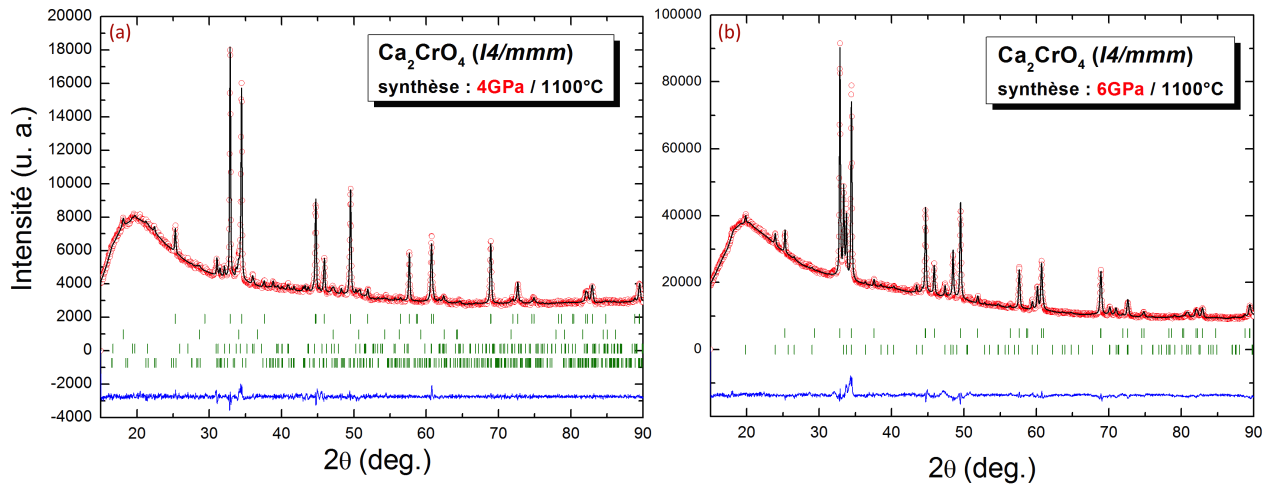 (a)
Ca₂CrO₄ (I4/mmm)
synthèse : 4GPa / 1100°C
Intensité (u. a.)
20000
18000
16000
14000
12000
10000
8000
6000
4000
2000
0
-2000
-4000
20 30 40 50 60 70 80 90
2θ (deg.)
(b)
Ca₂CrO₄ (I4/mmm)
synthèse : 6GPa / 1100°C
100000
80000
60000
40000
20000
0
20 30 40 50 60 70 80 90
2θ (deg.)